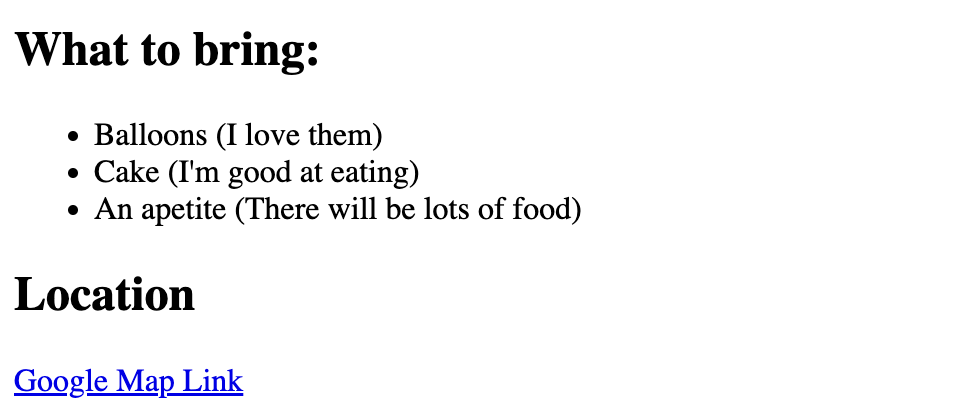 What to bring:
• Balloons (I love them)
• Cake (I'm good at eating)
• An apetite (There will be lots of food)
Location
Google Map Link